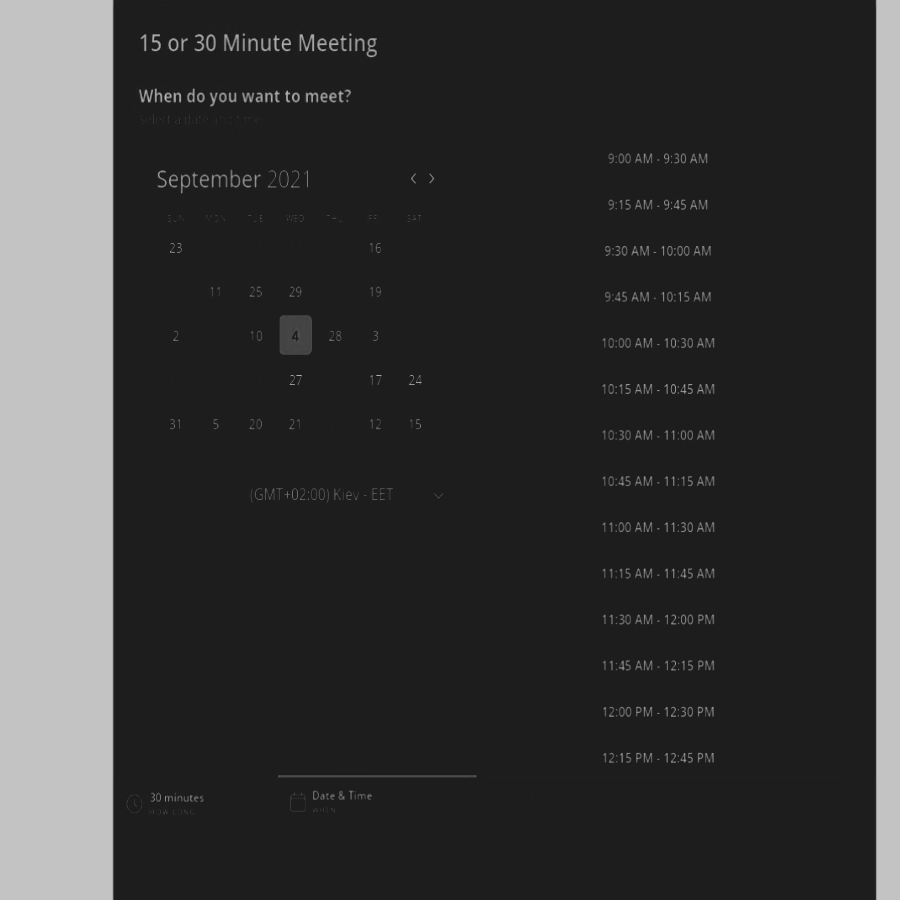 15 or 30 Minute Meeting
When do you want to meet?
Select a date and time
September 2021
SUN MON TUE WED THU FRI SAT
23 16
11 25 29 19
2 10 4 28 3
27 17 24
31 5 20 21 12 15
(GMT+02:00) Kiev - EET
9:00 AM - 9:30 AM
9:15 AM - 9:45 AM
9:30 AM - 10:00 AM
9:45 AM - 10:15 AM
10:00 AM - 10:30 AM
10:15 AM - 10:45 AM
10:30 AM - 11:00 AM
10:45 AM - 11:15 AM
11:00 AM - 11:30 AM
11:15 AM - 11:45 AM
11:30 AM - 12:00 PM
11:45 AM - 12:15 PM
12:00 PM - 12:30 PM
12:15 PM - 12:45 PM
30 minutes
HOW LONG
Date & Time
WHEN